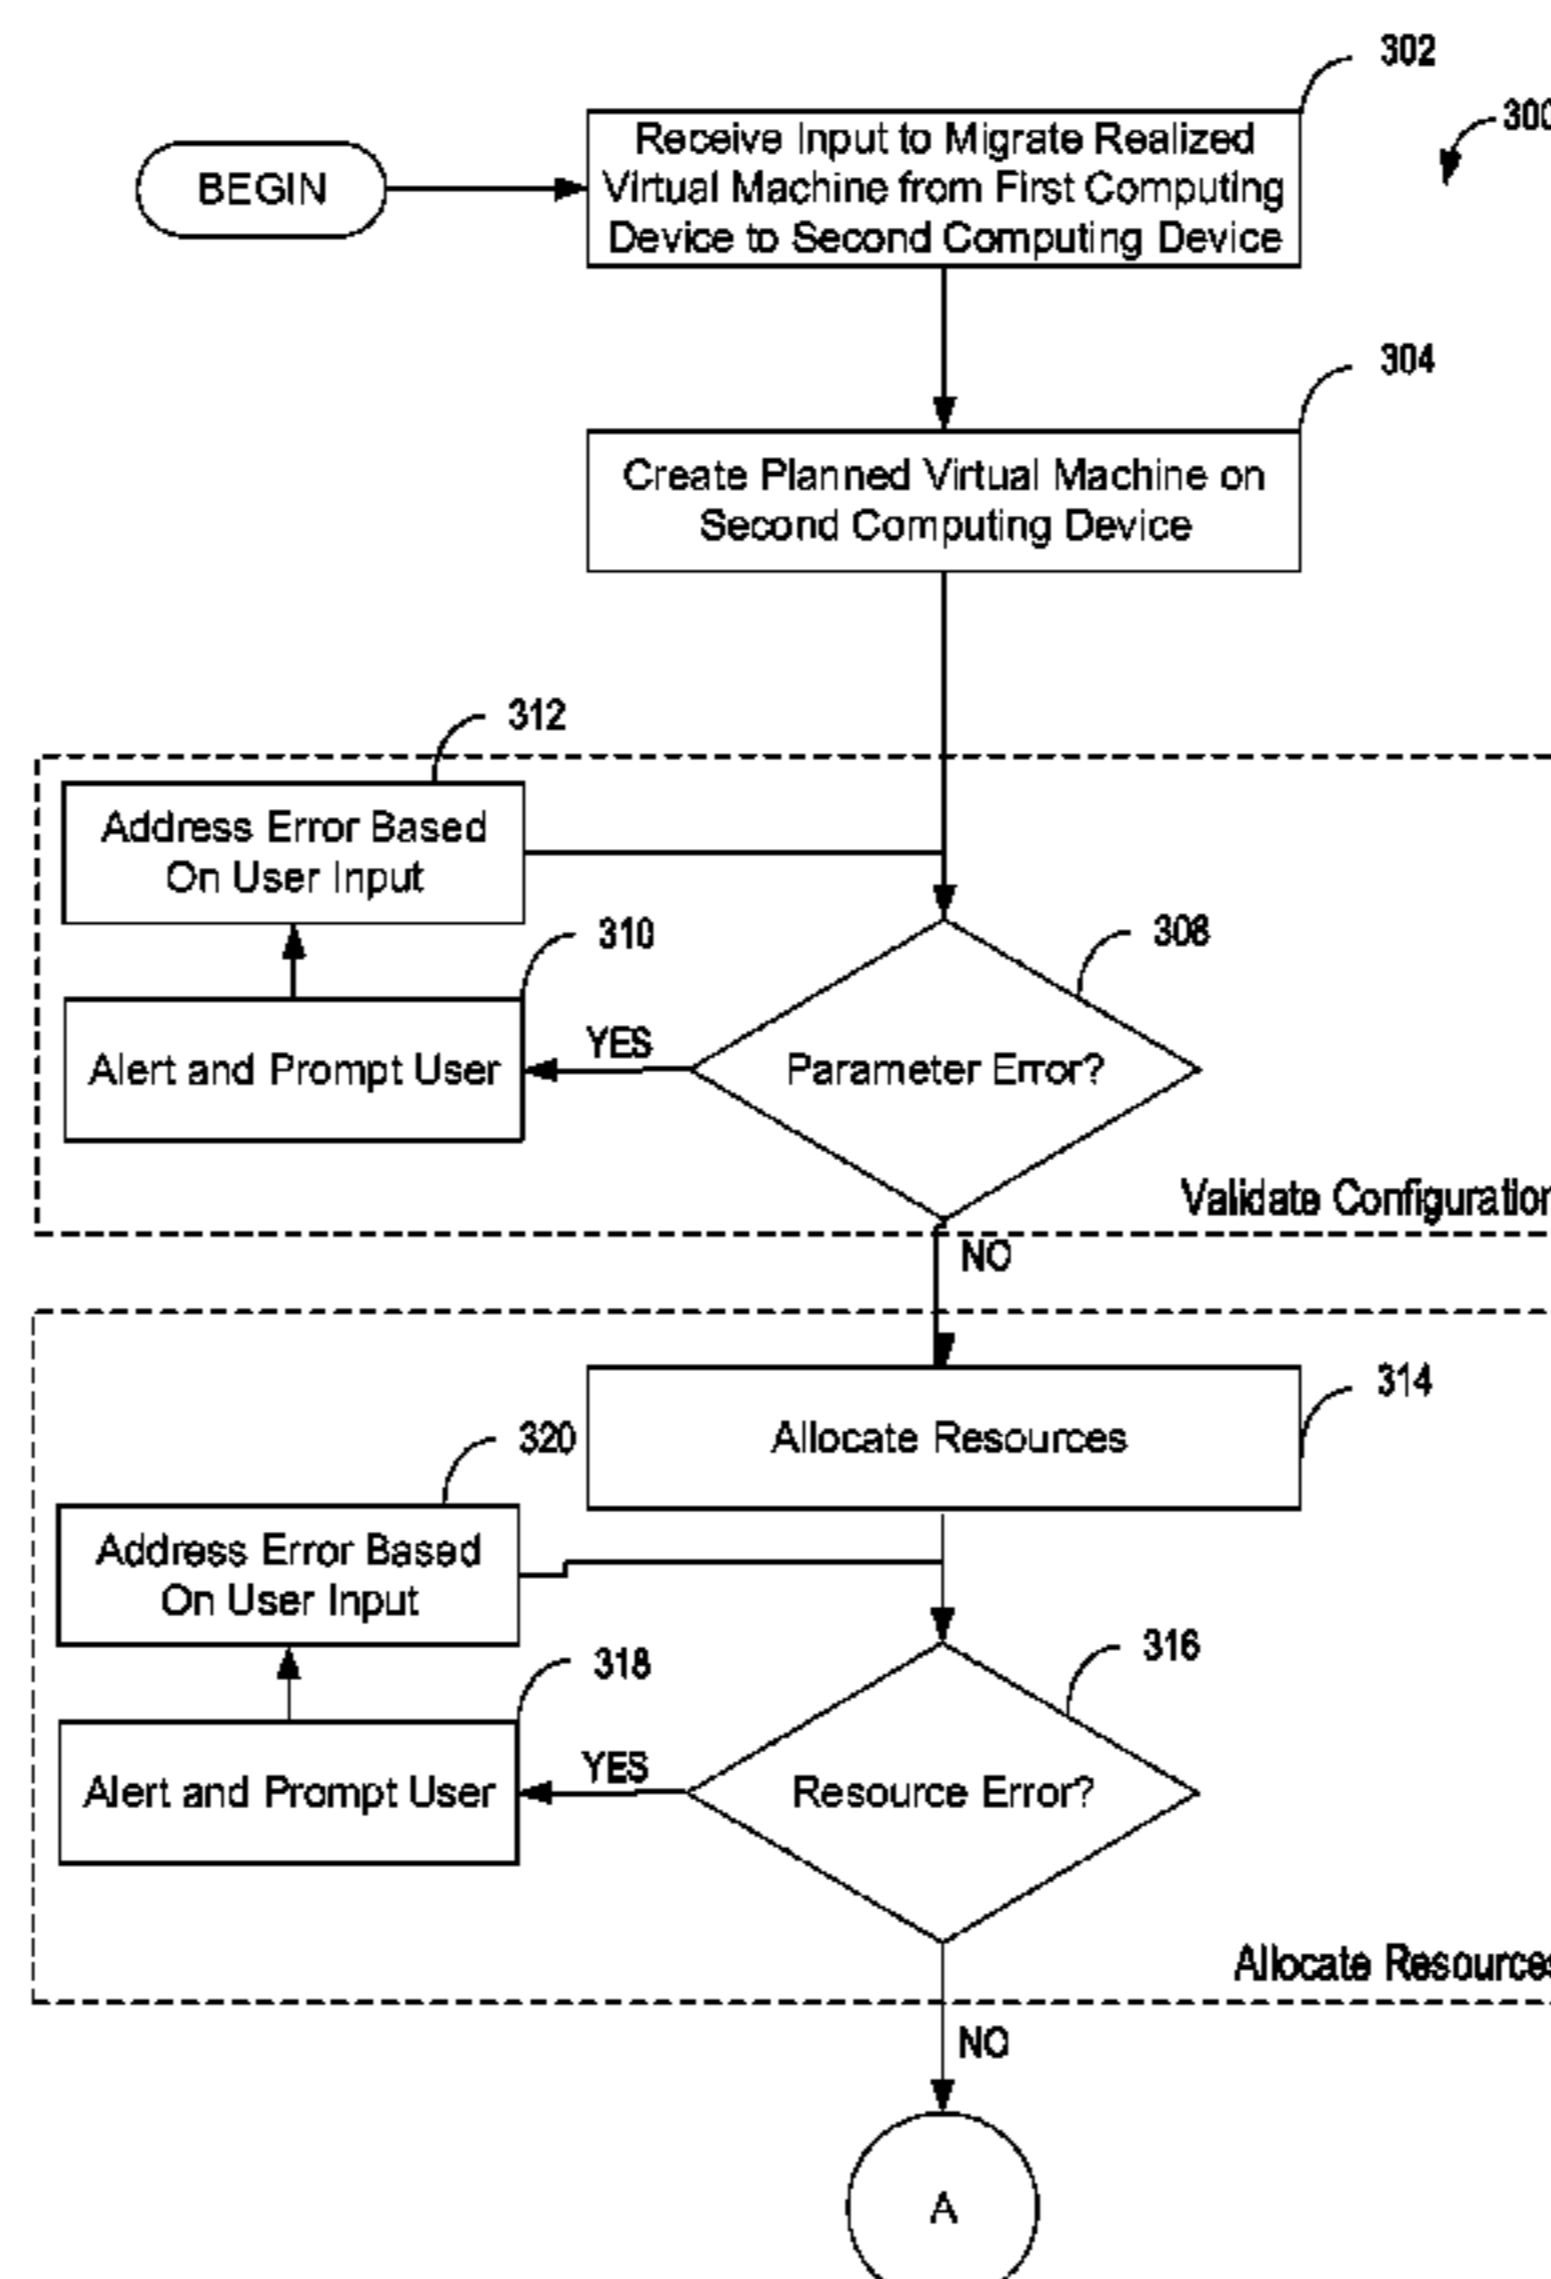 302
300
BEGIN
Receive Input to Migrate Realized
Virtual Machine from First Computing
Device to Second Computing Device
304
Create Planned Virtual Machine on
Second Computing Device
312
Address Error Based
On User Input
310
308
Alert and Prompt User
YES
Parameter Error?
Validate Configuration
NO
314
Allocate Resources
320
Address Error Based
On User Input
318
316
Alert and Prompt User
YES
Resource Error?
Allocate Resources
NO
A